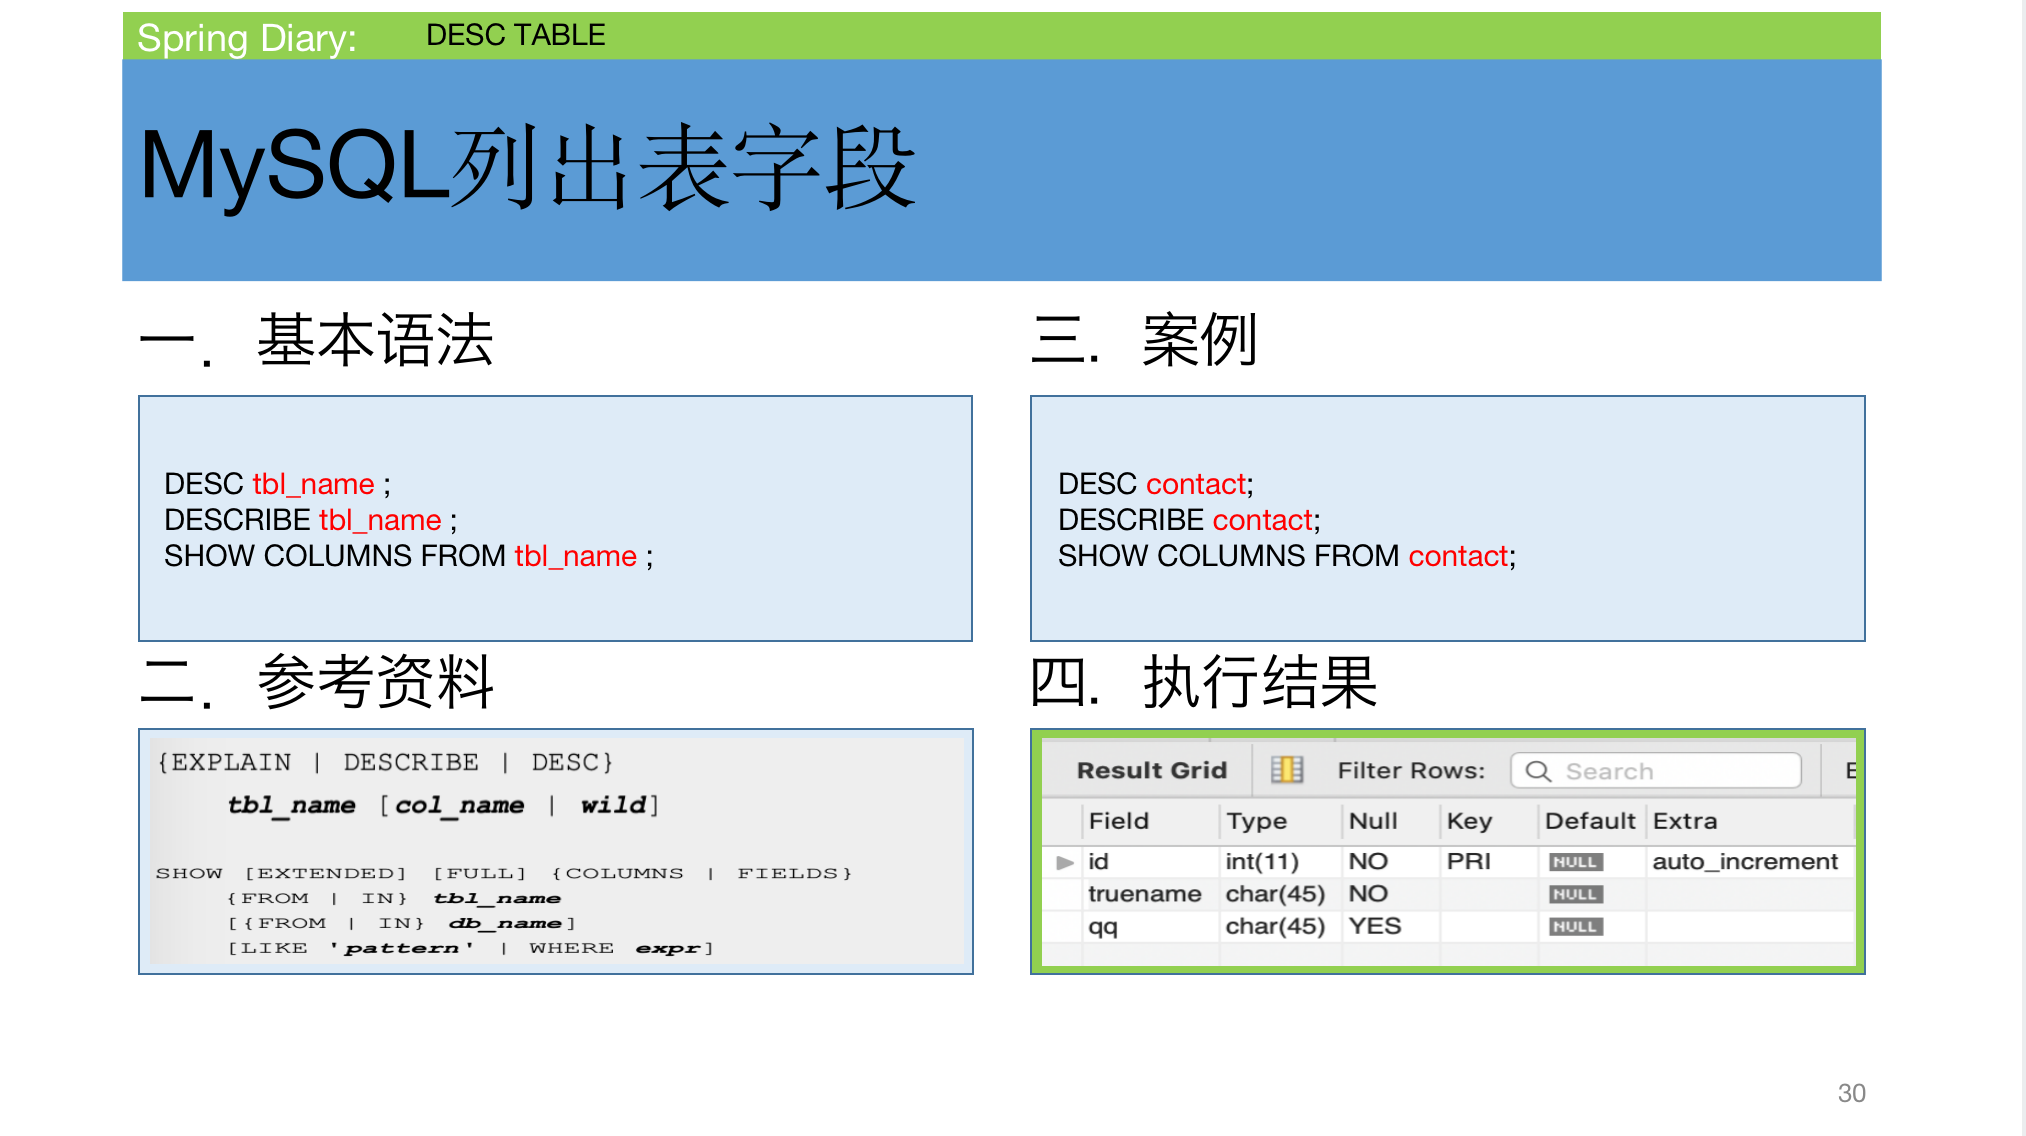 Spring Diary: DESC TABLE
MySQL列出表字段
一. 基本语法
DESC tbl_name ;
DESCRIBE tbl_name ;
SHOW COLUMNS FROM tbl_name ;
二. 参考资料
{EXPLAIN | DESCRIBE | DESC}
tbl_name [col_name | wild]
SHOW [EXTENDED] [FULL] {COLUMNS | FIELDS}
{FROM | IN} tbl_name
[{FROM | IN} db_name]
[LIKE 'pattern' | WHERE expr]
三. 案例
DESC contact;
DESCRIBE contact;
SHOW COLUMNS FROM contact;
四. 执行结果
Result Grid Filter Rows: Search
Field Type Null Key Default Extra
id int(11) NO PRI NULL auto_increment
truename char(45) NO NULL
qq char(45) YES NULL
30